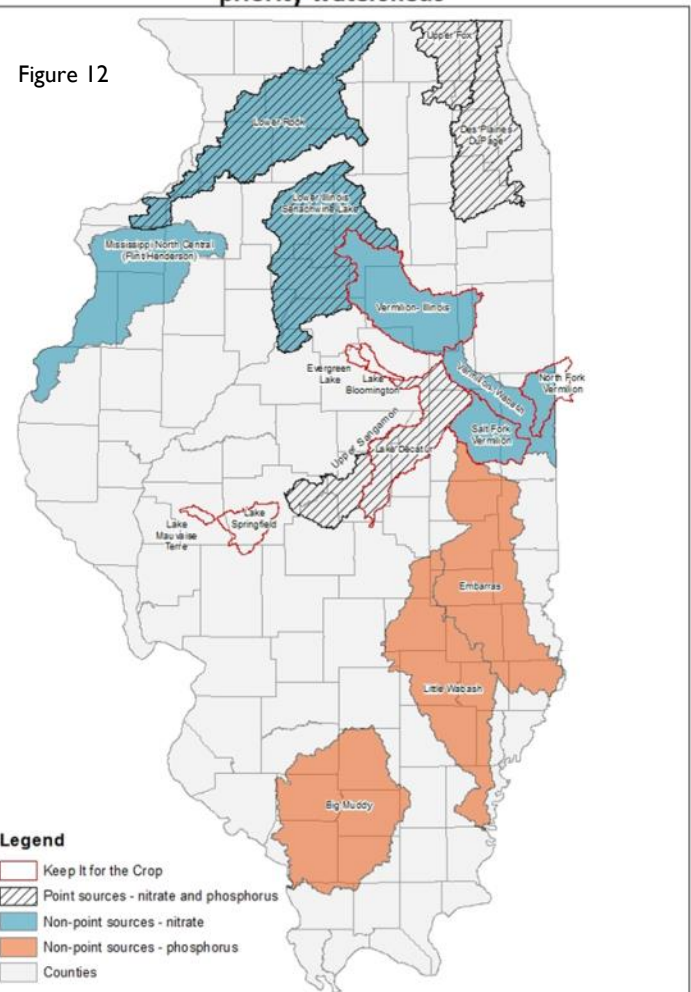 priority watersheds
Figure 12
Upper Fox
Lower Rock
Des Plaines
DuPage
Lower Illinois
Senachwine Lake
Mississippi North Central
(Flint Henderson)
Vermilion-Illinois
Evergreen
Lake
Lake
Bloomington
Vermilion-Wabash
North Fork
Vermilion
Upper Sangamon
Lake Decatur
Salt Fork
Vermilion
Lake
Springfield
Lake
Mauvaise
Terre
Embarras
Little Wabash
Big Muddy
Legend
Keep It for the Crop
Point sources - nitrate and phosphorus
Non-point sources - nitrate
Non-point sources - phosphorus
Counties